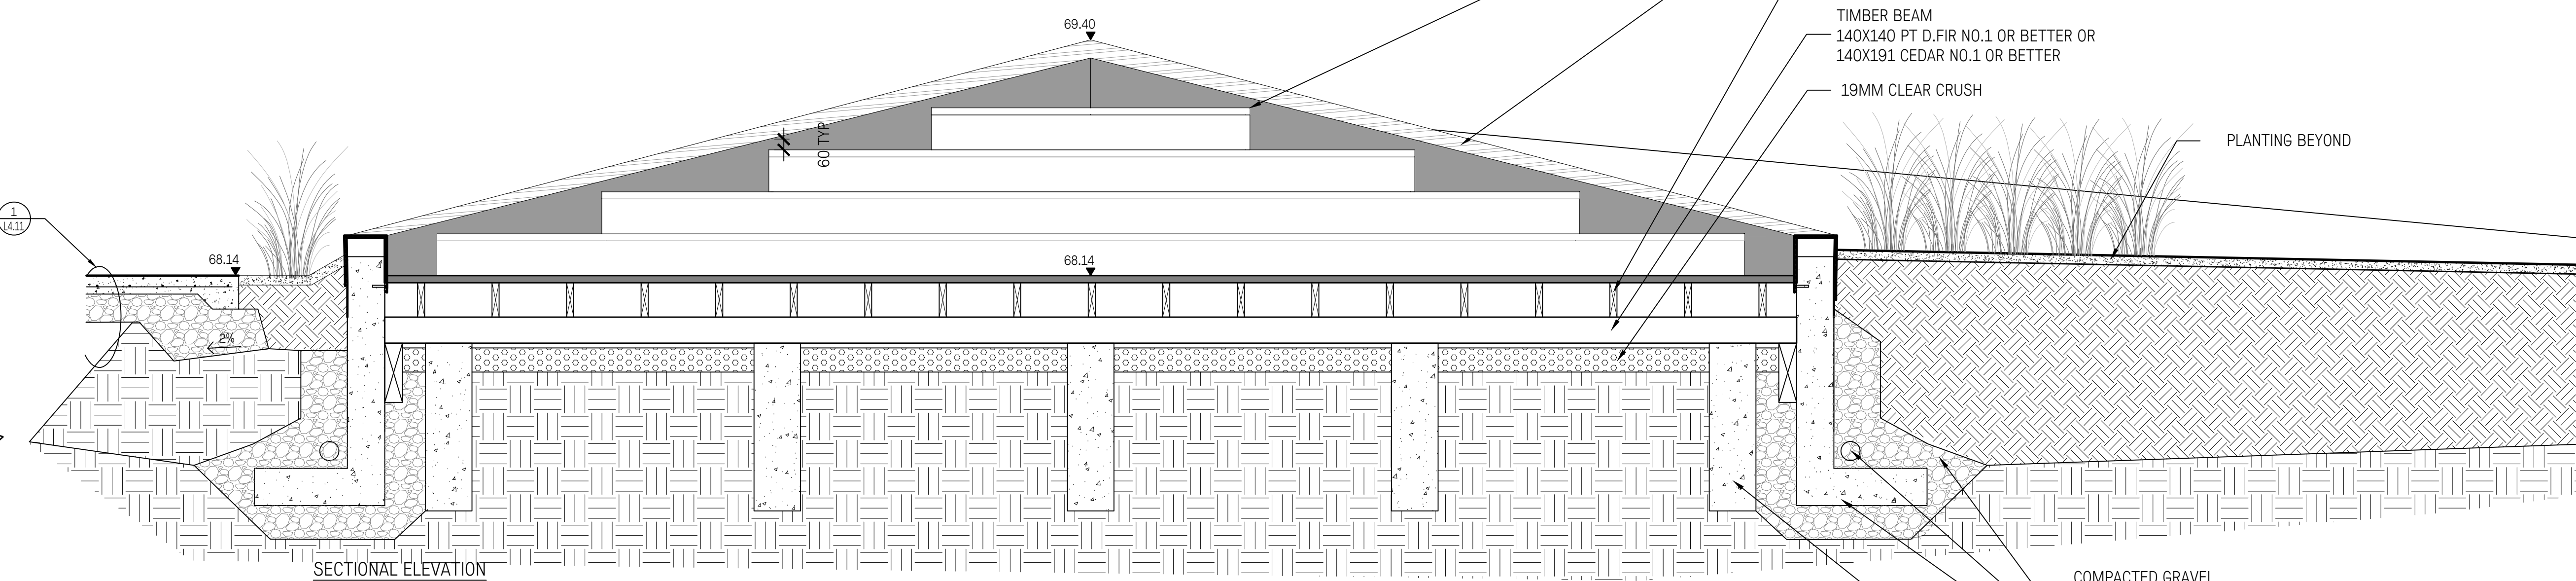 69.40
TIMBER BEAM
140X140 PT D.FIR NO.1 OR BETTER OR
140X191 CEDAR NO.1 OR BETTER
19MM CLEAR CRUSH
60 TYP
PLANTING BEYOND
1
L4.11
68.14
68.14
2%
SECTIONAL ELEVATION
COMPACTED GRAVEL